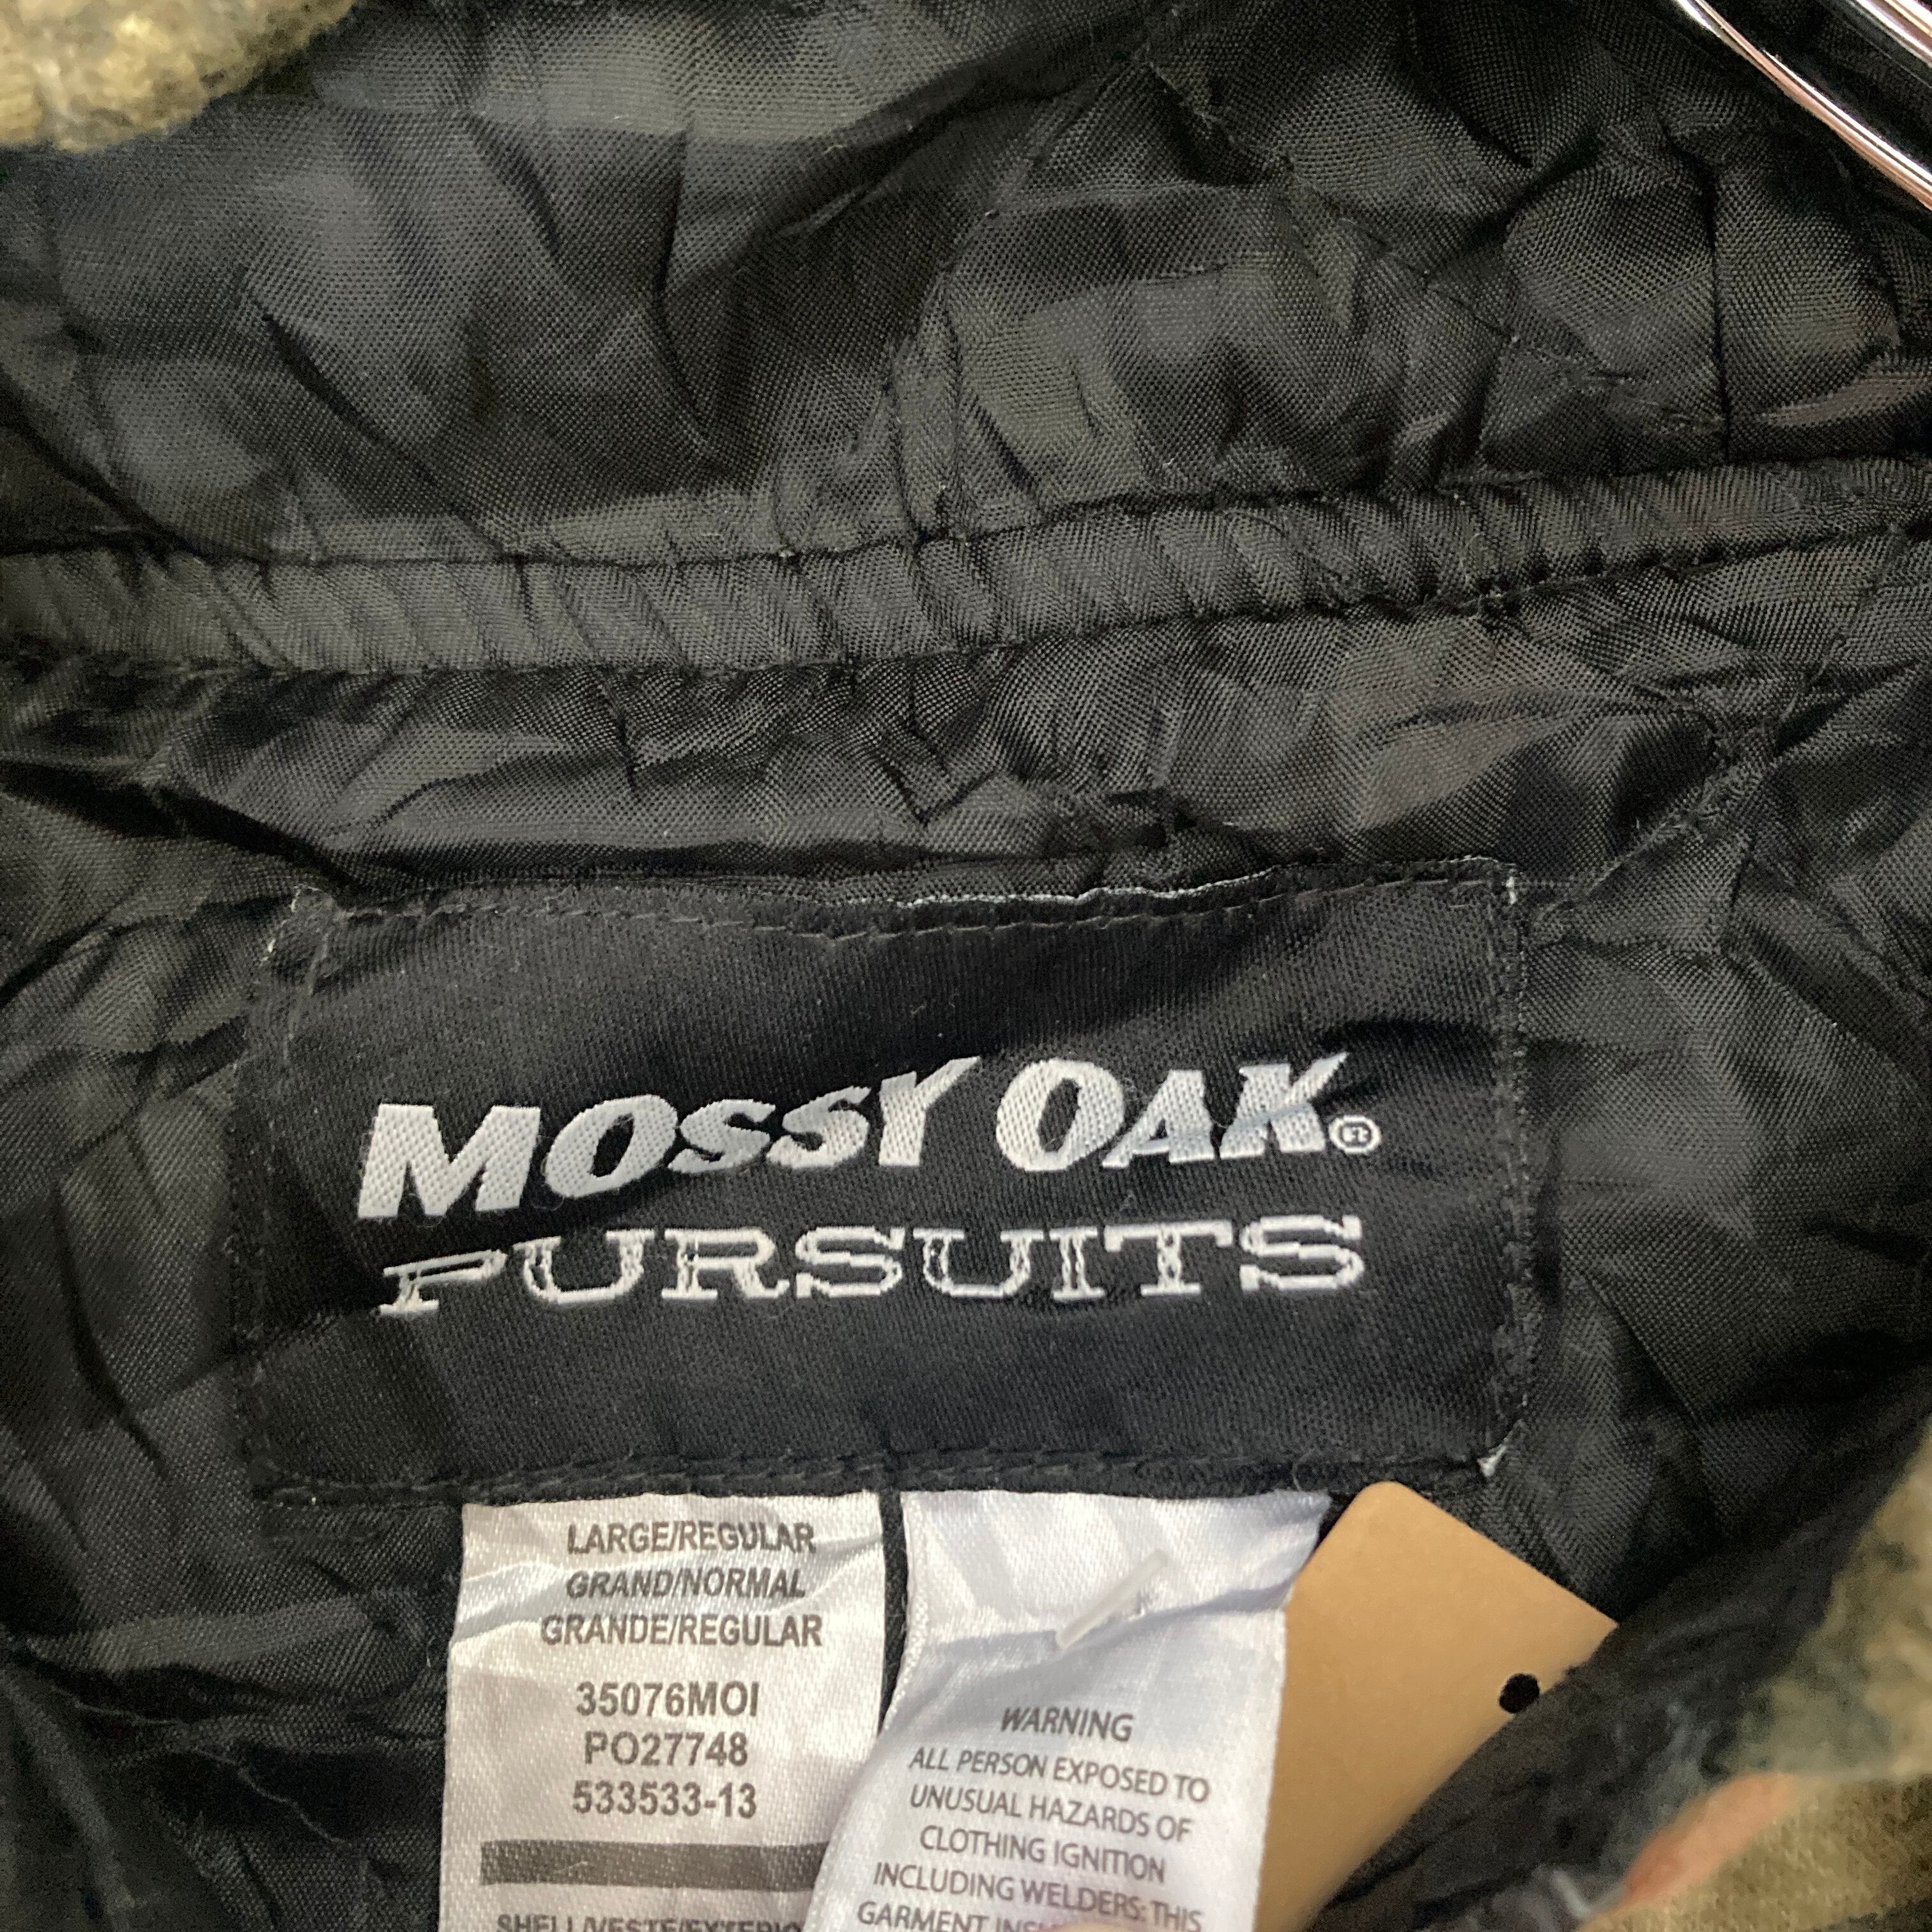 MOSSY OAK®
PURSUITS
LARGE/REGULAR
GRAND/NORMAL
GRANDE/REGULAR
35076MOI
PO27748
533533-13
WARNING
ALL PERSON EXPOSED TO
UNUSUAL HAZARDS OF
CLOTHING IGNITION
INCLUDING WELDERS: THIS
GARMENT